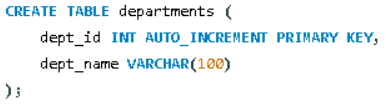 CREATE TABLE departments (
    dept_id INT AUTO_INCREMENT PRIMARY KEY,
    dept_name VARCHAR(100)
);